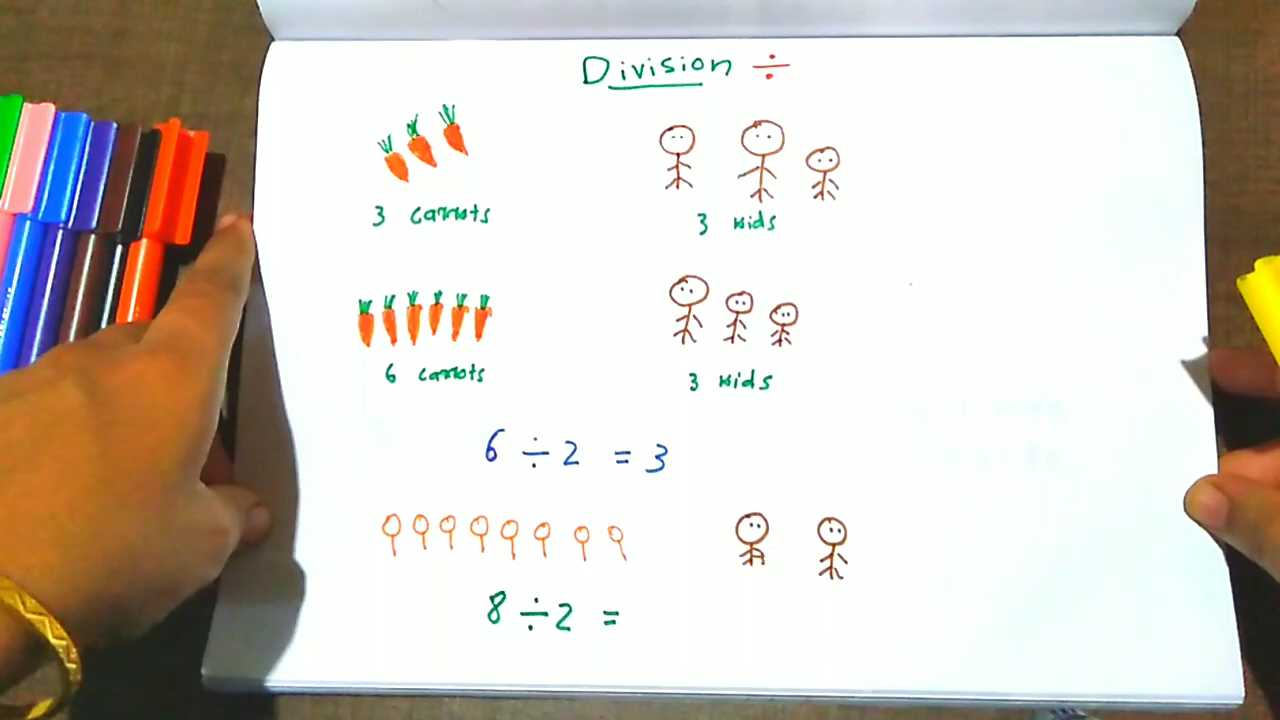 Division ÷
3 carrots
3 kids
6 carrots
3 kids
6 ÷ 2 = 3
8 ÷ 2 =